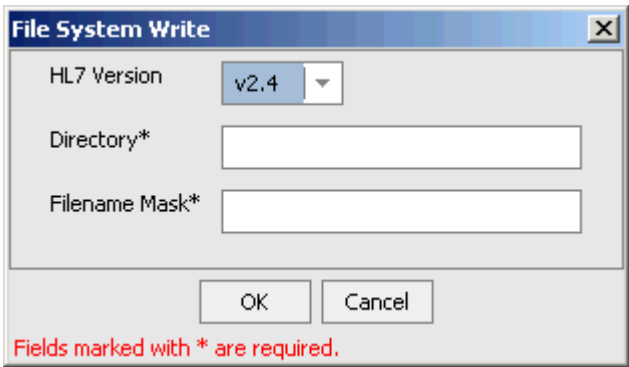 File System Write
HL7 Version
v2.4
Directory*
Filename Mask*
OK Cancel
Fields marked with * are required.